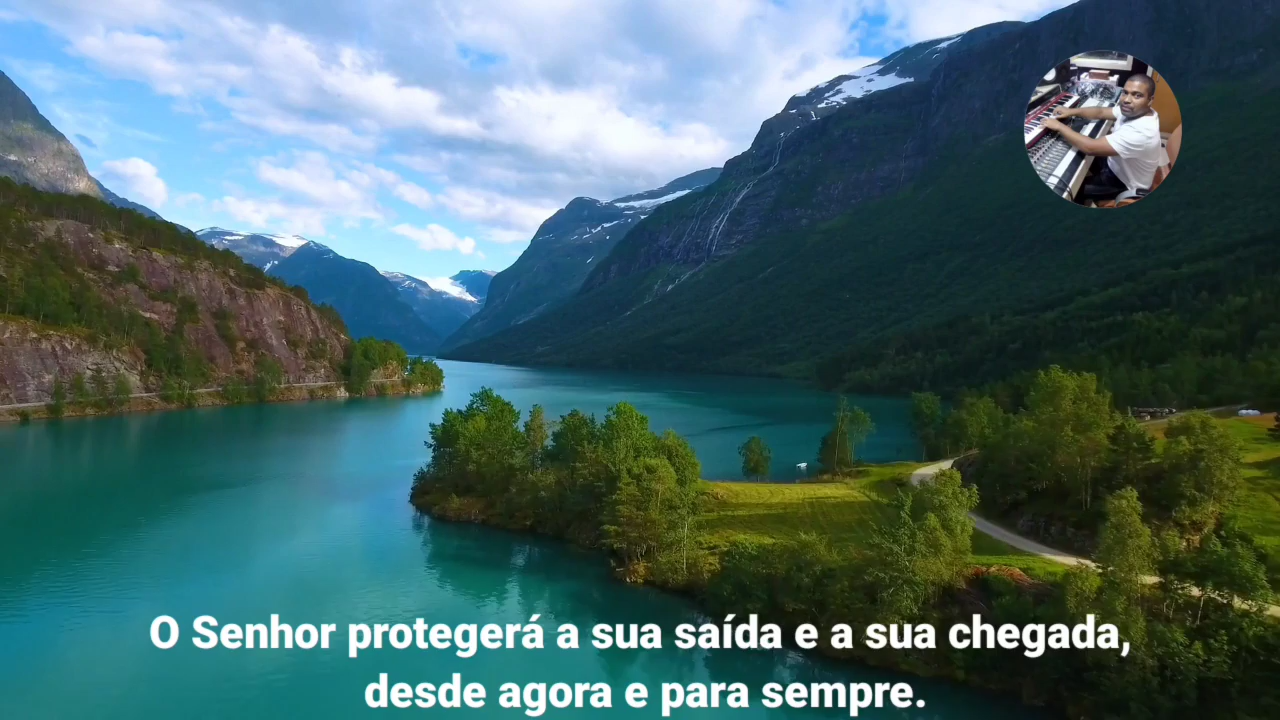 O Senhor protegerá a sua saída e a sua chegada,
desde agora e para sempre.